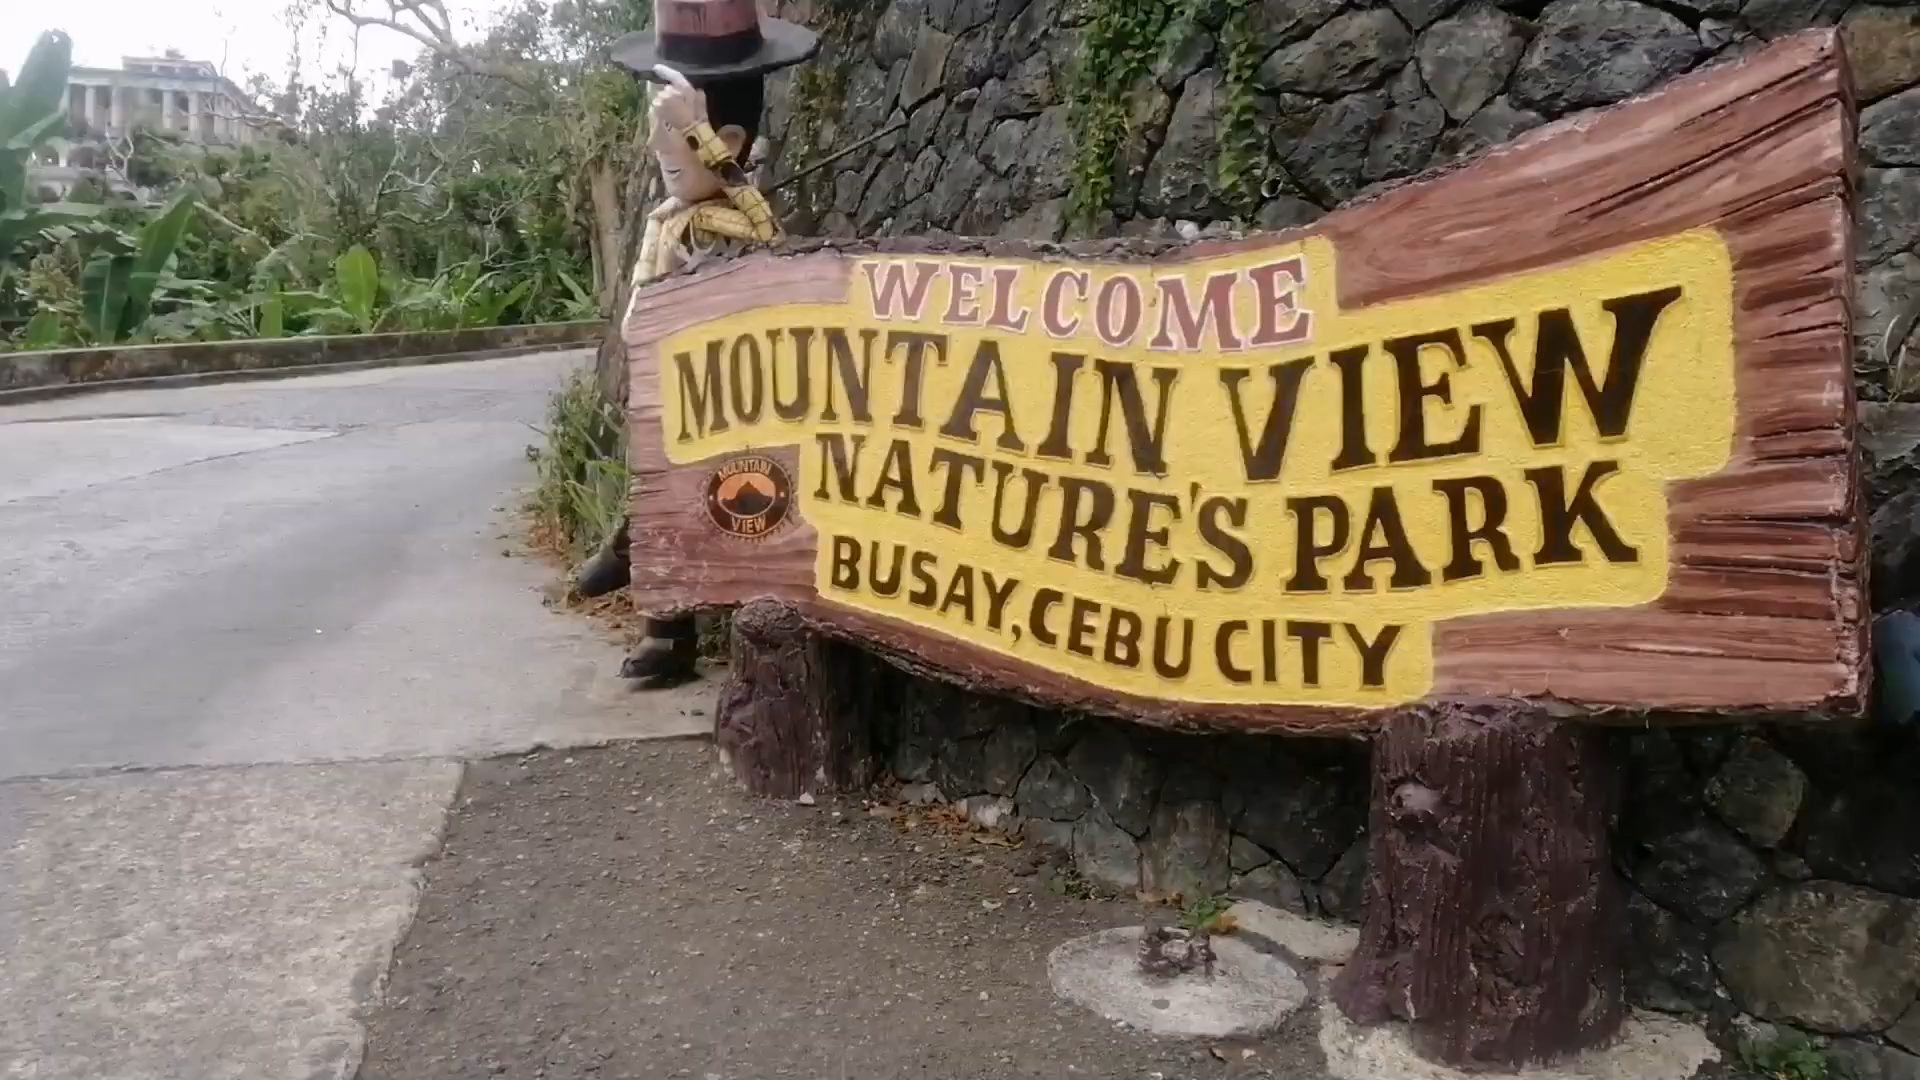 WELCOME
MOUNTAIN VIEW
NATURE'S PARK
BUSAY, CEBU CITY
MOUNTAIN
VIEW